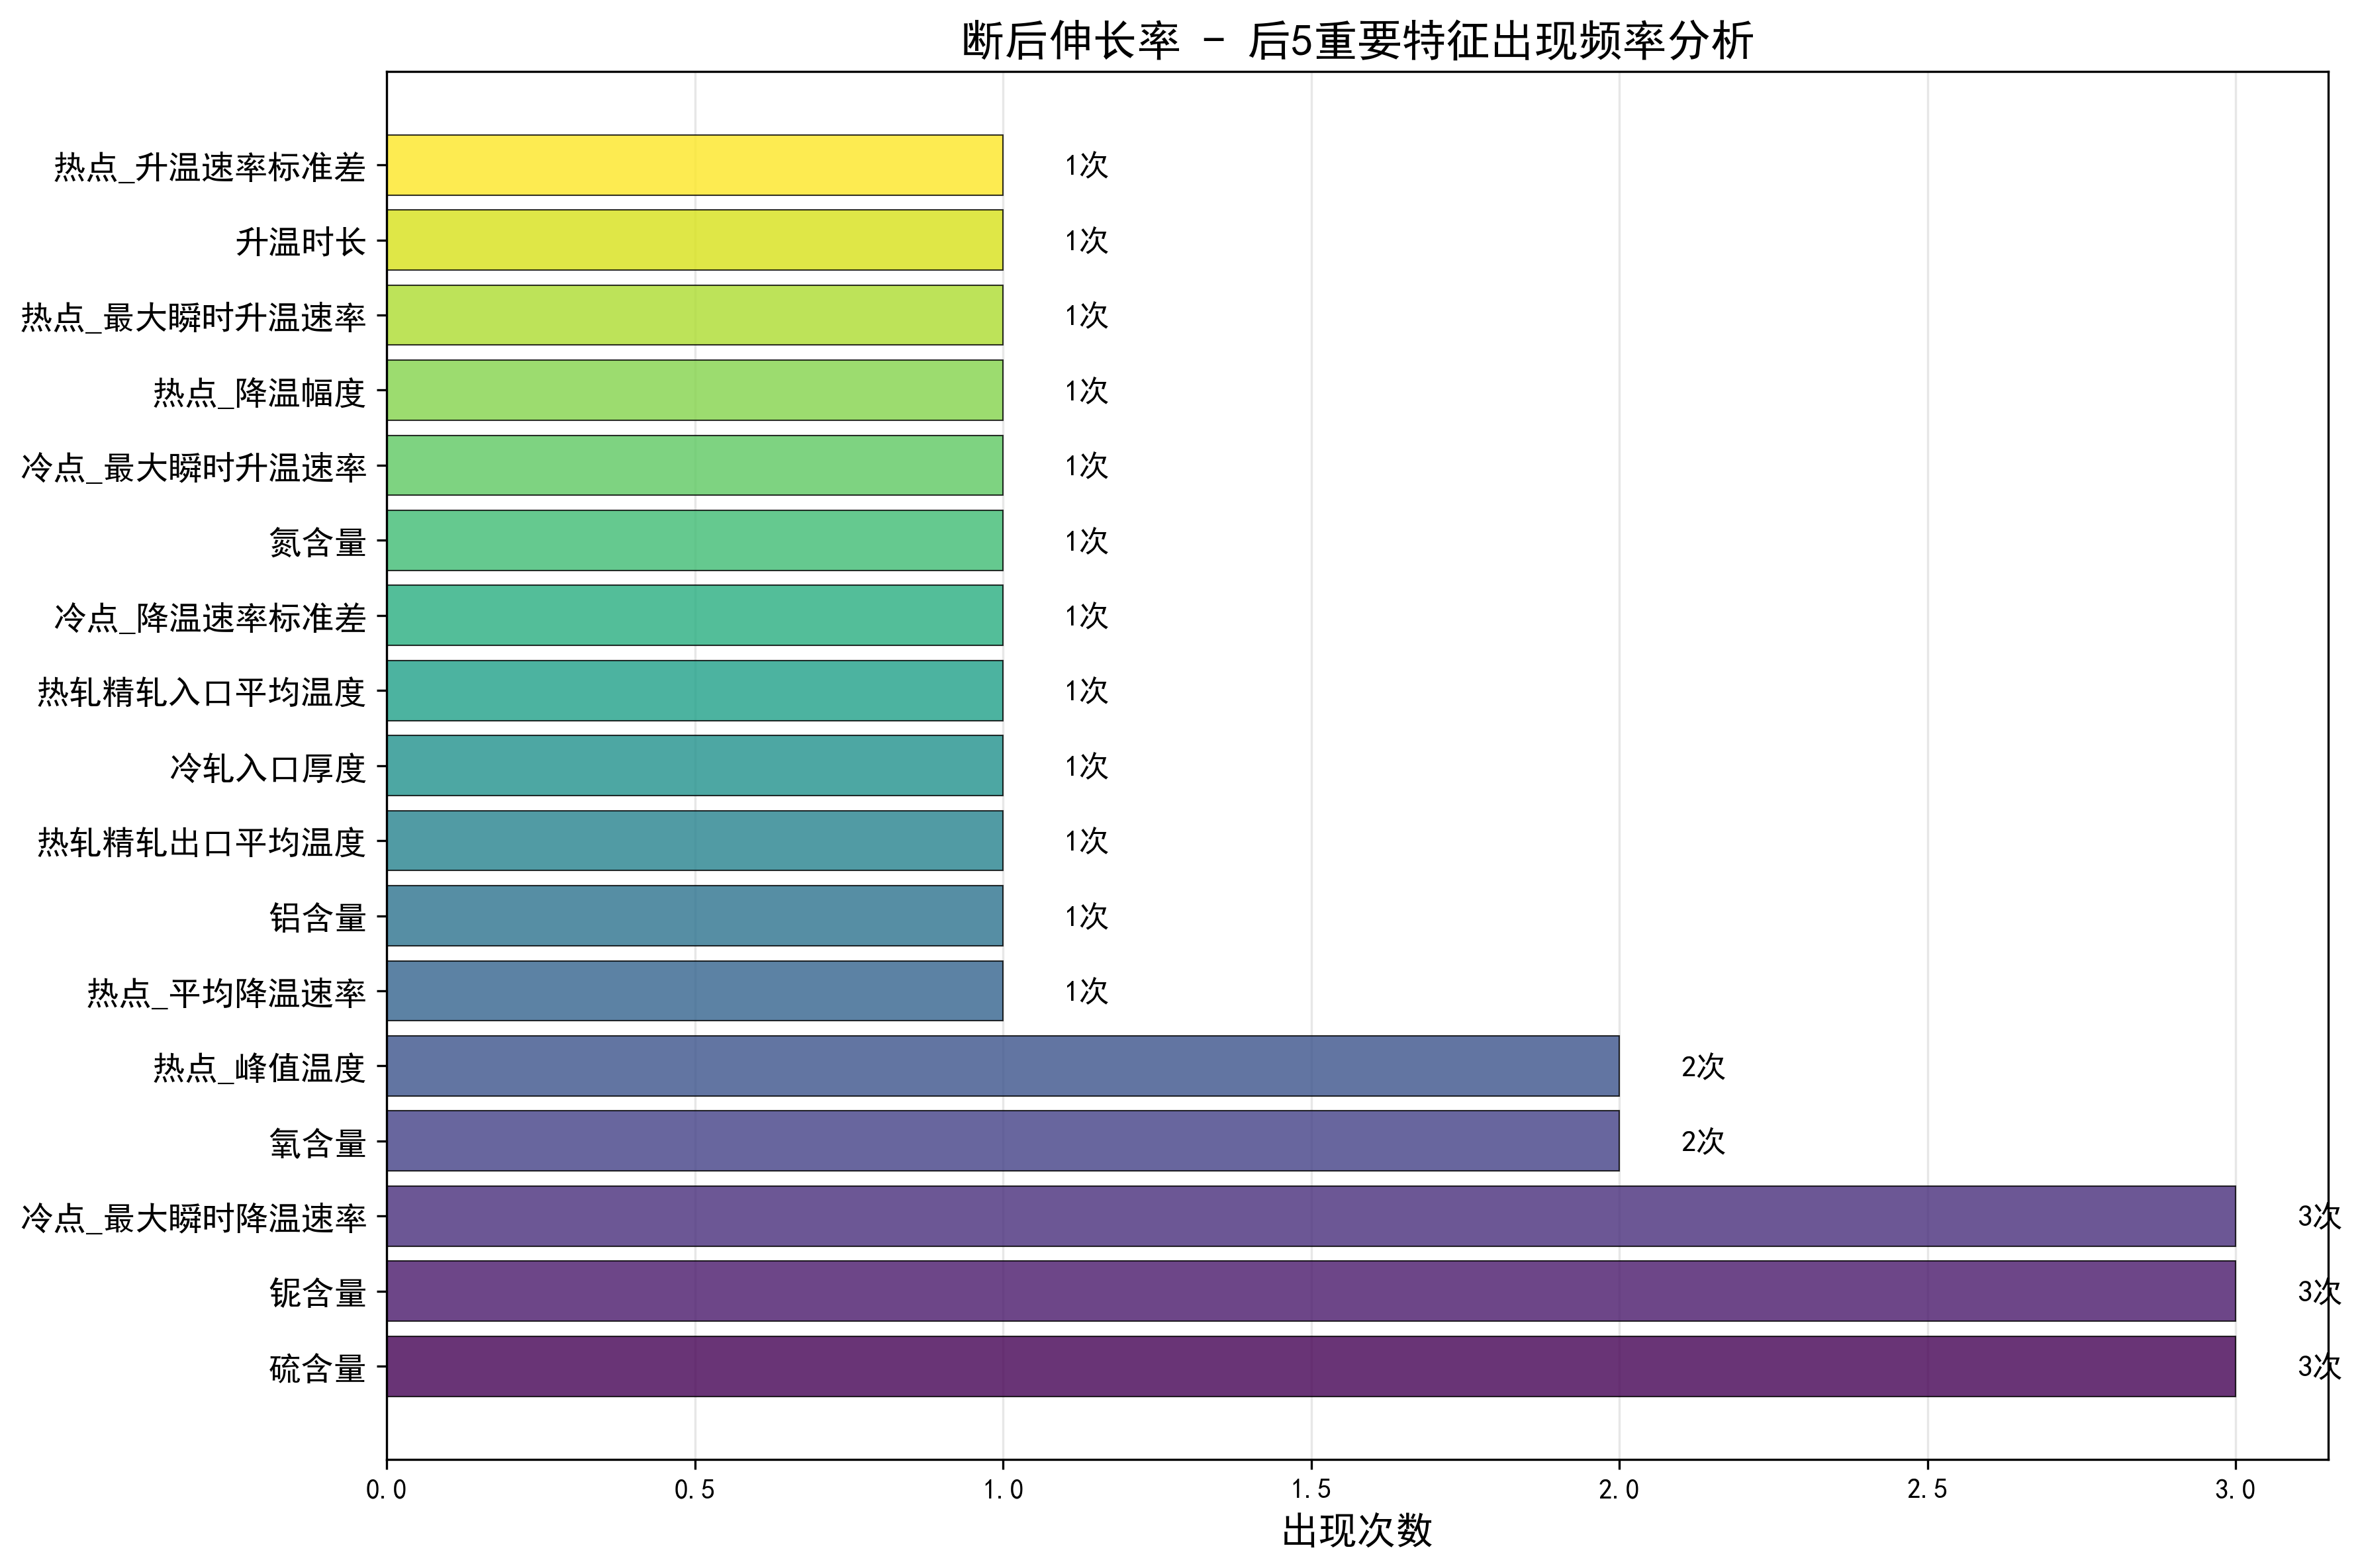 断后伸长率 - 后5重要特征出现频率分析
热点_升温速率标准差 1次
升温时长 1次
热点_最大瞬时升温速率 1次
热点_降温幅度 1次
冷点_最大瞬时升温速率 1次
氮含量 1次
冷点_降温速率标准差 1次
热轧精轧入口平均温度 1次
冷轧入口厚度 1次
热轧精轧出口平均温度 1次
铝含量 1次
热点_平均降温速率 1次
热点_峰值温度 2次
氧含量 2次
冷点_最大瞬时降温速率 3次
铌含量 3次
硫含量 3次
0.0 0.5 1.0 1.5 2.0 2.5 3.0
出现次数